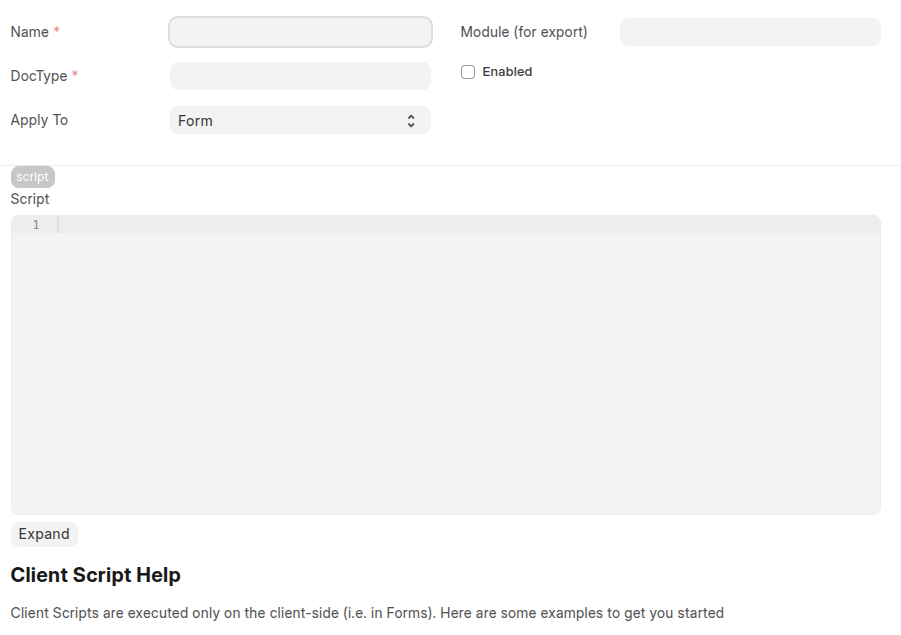 Name *
Module (for export)
DocType *
Enabled
Apply To
Form
script
Script
1
Expand
Client Script Help
Client Scripts are executed only on the client-side (i.e. in Forms). Here are some examples to get you started